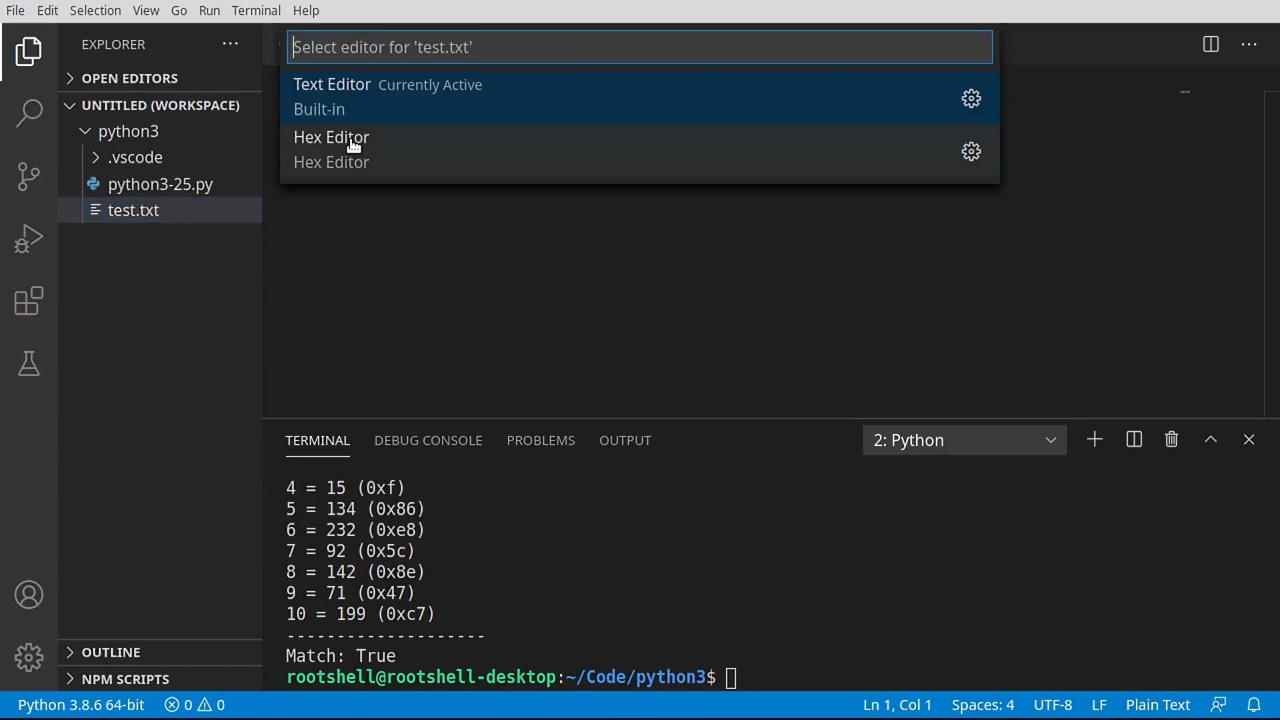 File Edit Selection View Go Run Terminal Help
EXPLORER
OPEN EDITORS
UNTITLED (WORKSPACE)
python3
.vscode
python3-25.py
test.txt
OUTLINE
NPM SCRIPTS
Select editor for 'test.txt'
Text Editor Currently Active
Built-in
Hex Editor
Hex Editor
TERMINAL DEBUG CONSOLE PROBLEMS OUTPUT 2: Python
4 = 15 (0xf)
5 = 134 (0x86)
6 = 232 (0xe8)
7 = 92 (0x5c)
8 = 142 (0x8e)
9 = 71 (0x47)
10 = 199 (0xc7)
-------------------
Match: True
rootshell@rootshell-desktop:~/Code/python3$
Python 3.8.6 64-bit 0 0 Ln 1, Col 1 Spaces: 4 UTF-8 LF Plain Text